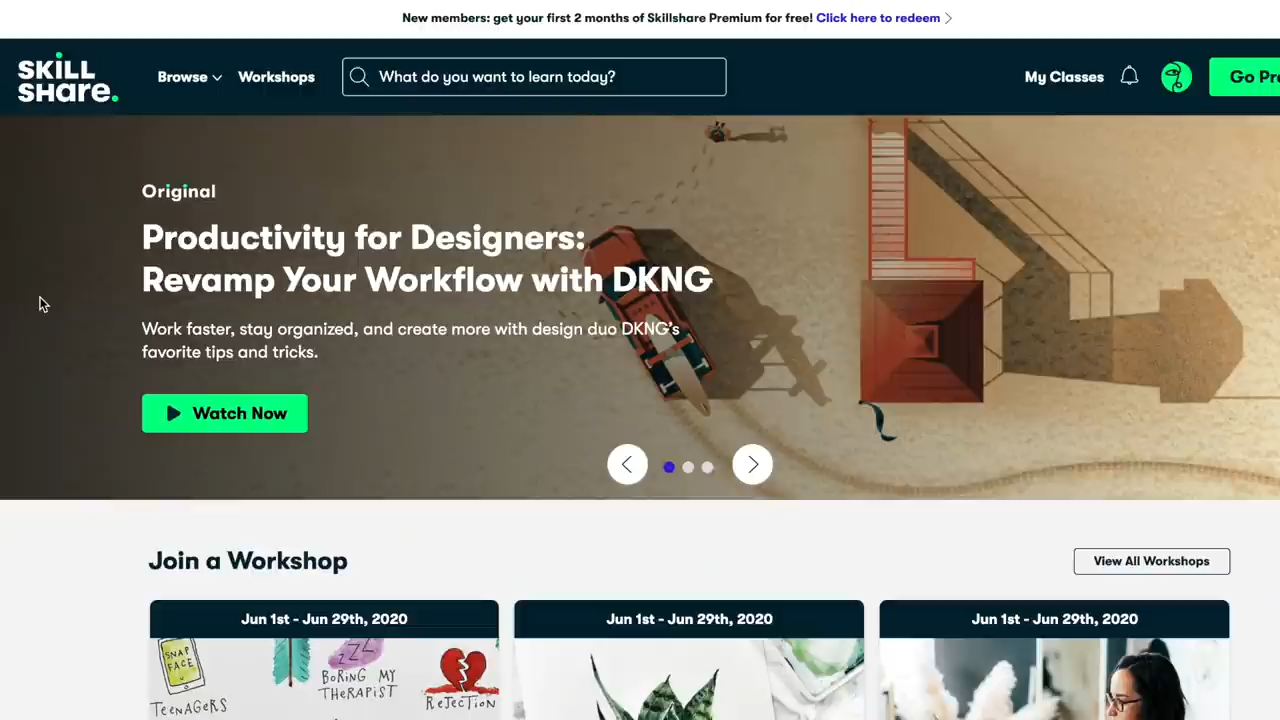 New members: get your first 2 months of Skillshare Premium for free! Click here to redeem
SKILL
SHare.
Browse
Workshops
What do you want to learn today?
My Classes
Go Pre
Original
Productivity for Designers:
Revamp Your Workflow with DKNG
Work faster, stay organized, and create more with design duo DKNG's
favorite tips and tricks.
Watch Now
Join a Workshop
View All Workshops
Jun 1st - Jun 29th, 2020
Jun 1st - Jun 29th, 2020
Jun 1st - Jun 29th, 2020
SNAP
FACE
TEENAGERS
ZZZ
BORING MY
THERAPIST
REJECTION